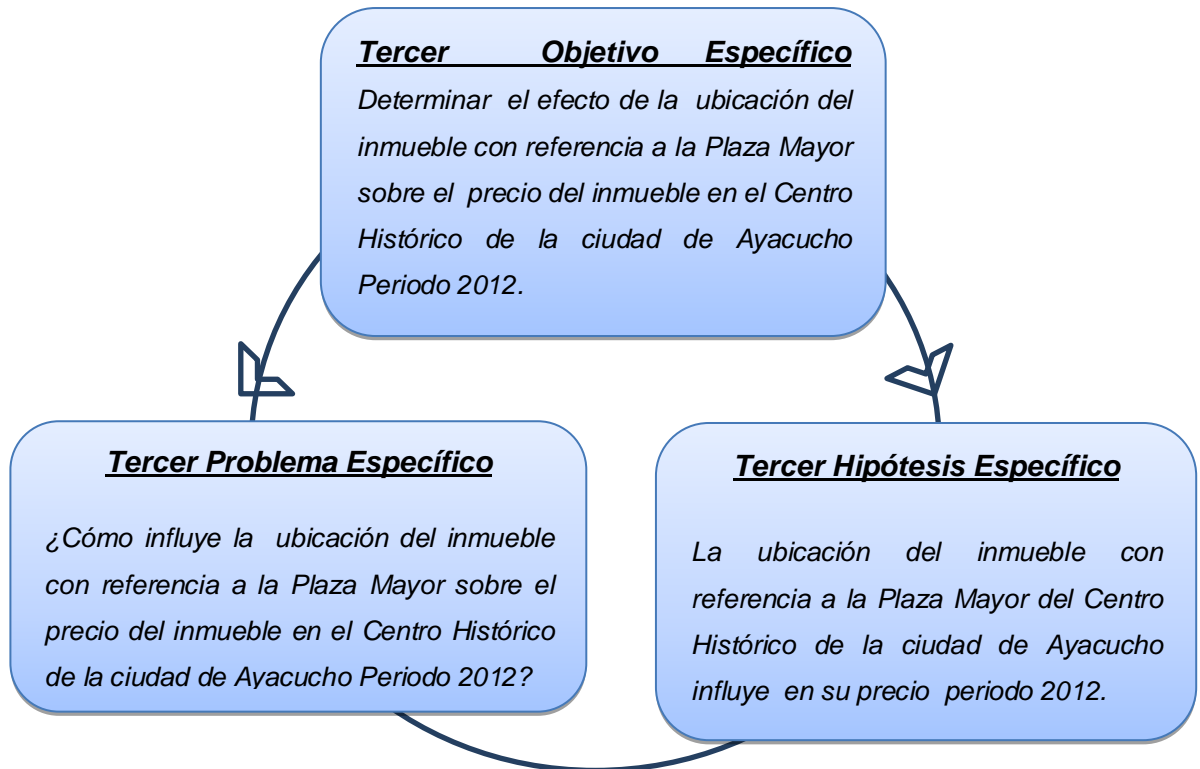 Tercer Objetivo Específico
Determinar el efecto de la ubicación del
inmueble con referencia a la Plaza Mayor
sobre el precio del inmueble en el Centro
Histórico de la ciudad de Ayacucho
Periodo 2012.
Tercer Problema Específico
¿Cómo influye la ubicación del inmueble
con referencia a la Plaza Mayor sobre el
precio del inmueble en el Centro Histórico
de la ciudad de Ayacucho Periodo 2012?
Tercer Hipótesis Específico
La ubicación del inmueble con
referencia a la Plaza Mayor del Centro
Histórico de la ciudad de Ayacucho
influye en su precio periodo 2012.